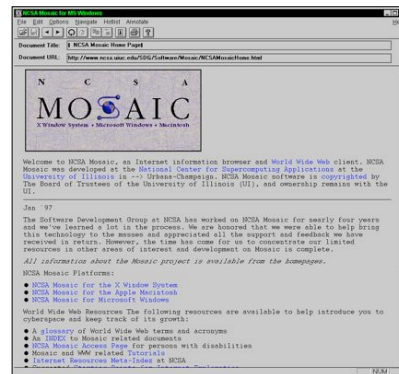 NCSA Mosaic for MS Windows
File Edit Options Navigate Hotlist Annotate
Document Title: NCSA Mosaic Home Page
Document URL: http://www.ncsa.uiuc.edu/SDG/Software/Mosaic/NCSAMosaicHome.html
N C S A
MOSAIC
X Window System • Microsoft Windows • Macintosh
Welcome to NCSA Mosaic, an Internet information browser and World Wide Web client. NCSA
Mosaic was developed at the National Center for Supercomputing Applications at the
University of Illinois in --> Urbana-Champaign. NCSA Mosaic software is copyrighted by
The Board of Trustees of the University of Illinois (UI), and ownership remains with the
UI.
Jan '97
The Software Development Group at NCSA has worked on NCSA Mosaic for nearly four years
and we've learned a lot in the process. We are honored that we were able to help bring
this technology to the masses and appreciated all the support and feedback we have
received in return. However, the time has come for us to concentrate our limited
resources in other areas of interest and development on Mosaic is complete.
All information about the Mosaic project is available from the homepages.
NCSA Mosaic Platforms:
● NCSA Mosaic for the X Window System
● NCSA Mosaic for the Apple Macintosh
● NCSA Mosaic for Microsoft Windows
World Wide Web Resources The following resources are available to help introduce you to
cyberspace and keep track of its growth:
● A glossary of World Wide Web terms and acronyms
● An INDEX to Mosaic related documents
● NCSA Mosaic Access Page for persons with disabilities
● Mosaic and WWW related Tutorials
● Internet Resources Meta-Index at NCSA
NUM